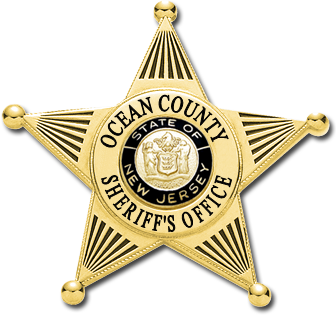 OCEAN COUNTY
STATE OF
NEW JERSEY
SHERIFF'S OFFICE